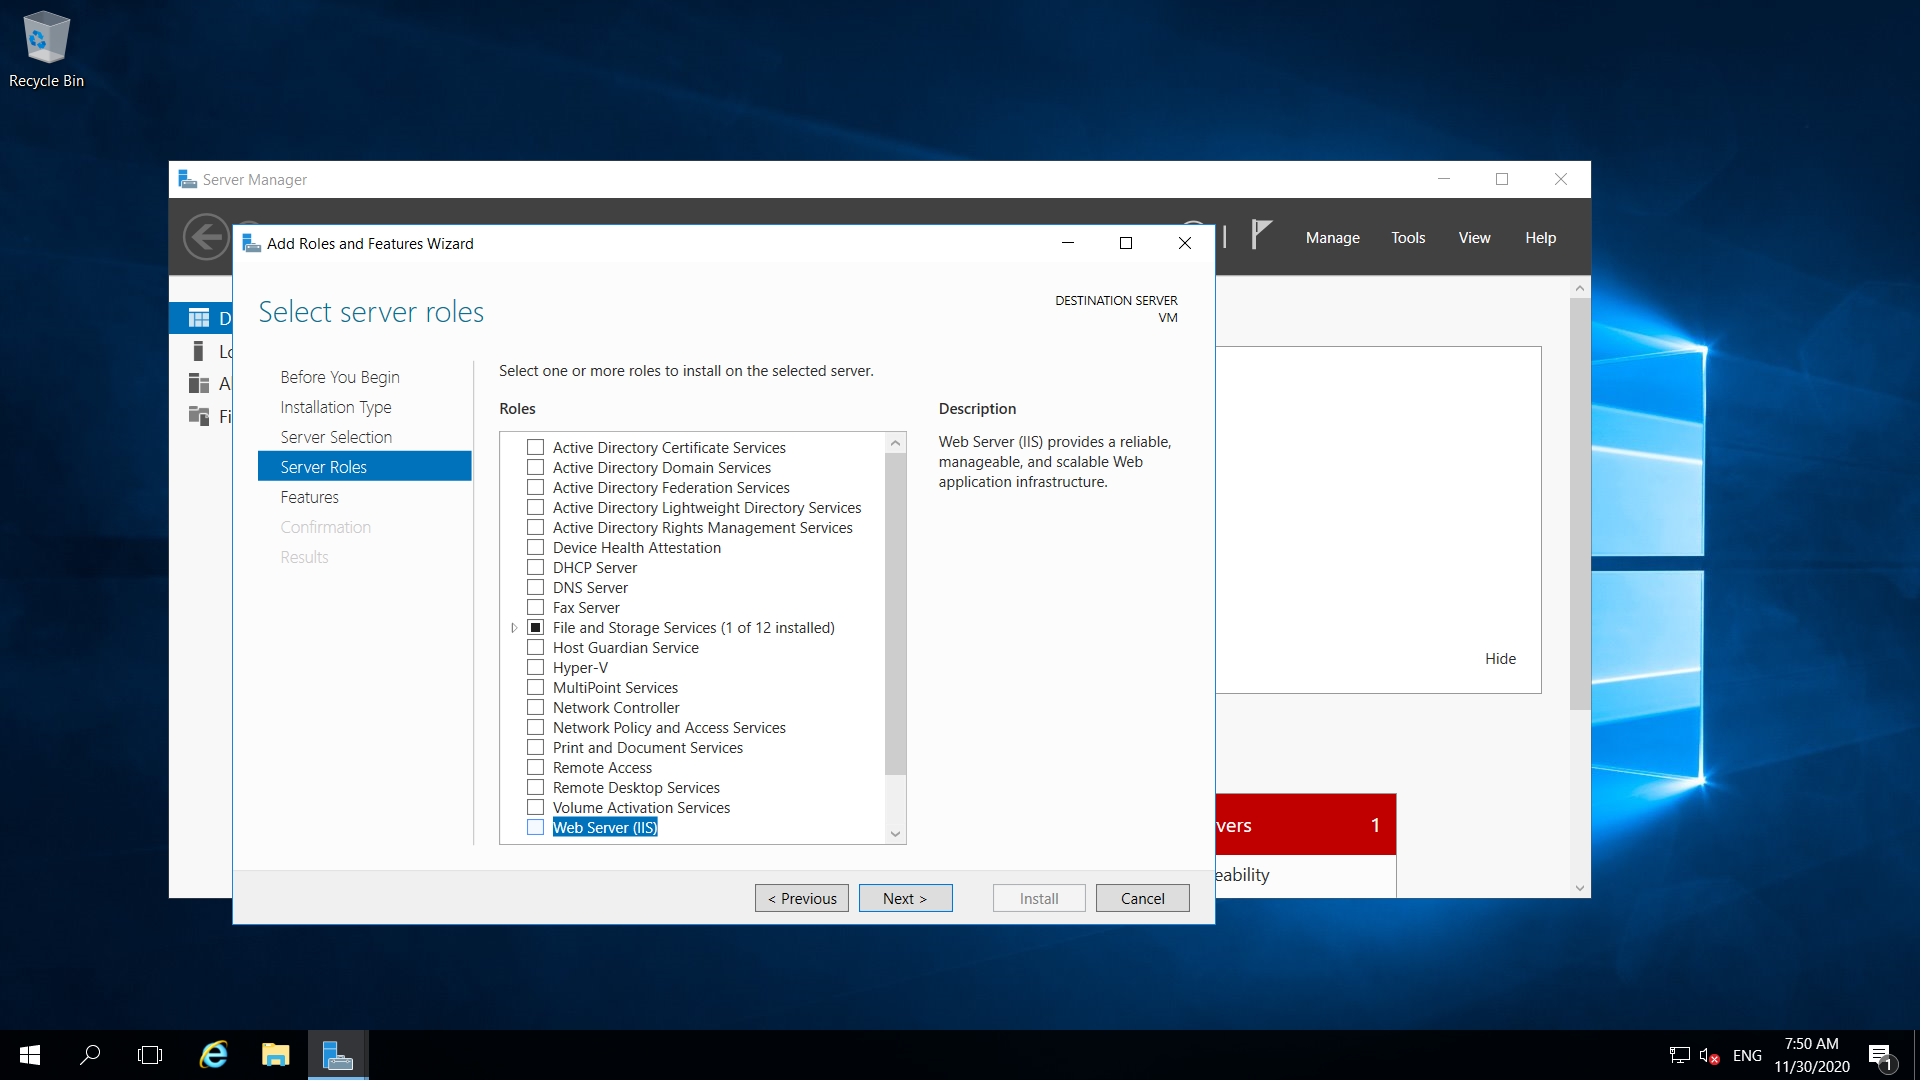 Recycle Bin
Server Manager
Manage
Tools
View
Help
Add Roles and Features Wizard
Select server roles
DESTINATION SERVER
VM
D
Lo
A
Fi
Before You Begin
Installation Type
Server Selection
Server Roles
Features
Confirmation
Results
Select one or more roles to install on the selected server.
Roles
Active Directory Certificate Services
Active Directory Domain Services
Active Directory Federation Services
Active Directory Lightweight Directory Services
Active Directory Rights Management Services
Device Health Attestation
DHCP Server
DNS Server
Fax Server
File and Storage Services (1 of 12 installed)
Host Guardian Service
Hyper-V
MultiPoint Services
Network Controller
Network Policy and Access Services
Print and Document Services
Remote Access
Remote Desktop Services
Volume Activation Services
Web Server (IIS)
Description
Web Server (IIS) provides a reliable,
manageable, and scalable Web
application infrastructure.
Hide
vers 1
eability
< Previous
Next >
Install
Cancel
ENG
7:50 AM
11/30/2020
1